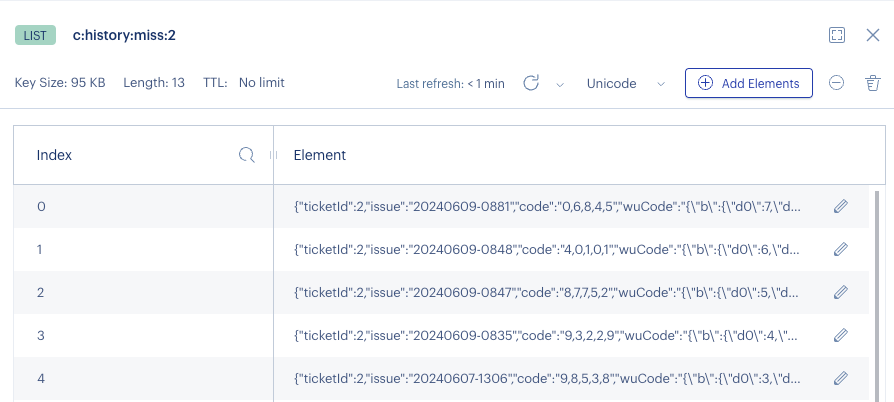 LIST c:history:miss:2
Key Size: 95 KB Length: 13 TTL: No limit Last refresh: < 1 min Unicode Add Elements
Index Element
0 {"ticketId":2,"issue":"20240609-0881","code":"0,6,8,4,5","wuCode":"{\"b\":{\"d0\":7,\"d...
1 {"ticketId":2,"issue":"20240609-0848","code":"4,0,1,0,1","wuCode":"{\"b\":{\"d0\":6,\"d...
2 {"ticketId":2,"issue":"20240609-0847","code":"8,7,7,5,2","wuCode":"{\"b\":{\"d0\":5,\"d...
3 {"ticketId":2,"issue":"20240609-0835","code":"9,3,2,2,9","wuCode":"{\"b\":{\"d0\":4,\"...
4 {"ticketId":2,"issue":"20240607-1306","code":"9,8,5,3,8","wuCode":"{\"b\":{\"d0\":3,\"d...